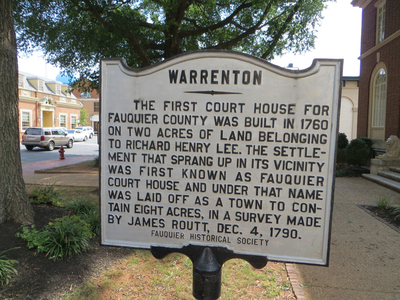 WARRENTON
THE FIRST COURT HOUSE FOR
FAUQUIER COUNTY WAS BUILT IN 1760
ON TWO ACRES OF LAND BELONGING
TO RICHARD HENRY LEE. THE SETTLE-
MENT THAT SPRANG UP IN ITS VICINITY
WAS FIRST KNOWN AS FAUQUIER
COURT HOUSE AND UNDER THAT NAME
WAS LAID OFF AS A TOWN TO CON-
TAIN EIGHT ACRES, IN A SURVEY MADE
BY JAMES ROUTT, DEC. 4, 1790.
FAUQUIER HISTORICAL SOCIETY